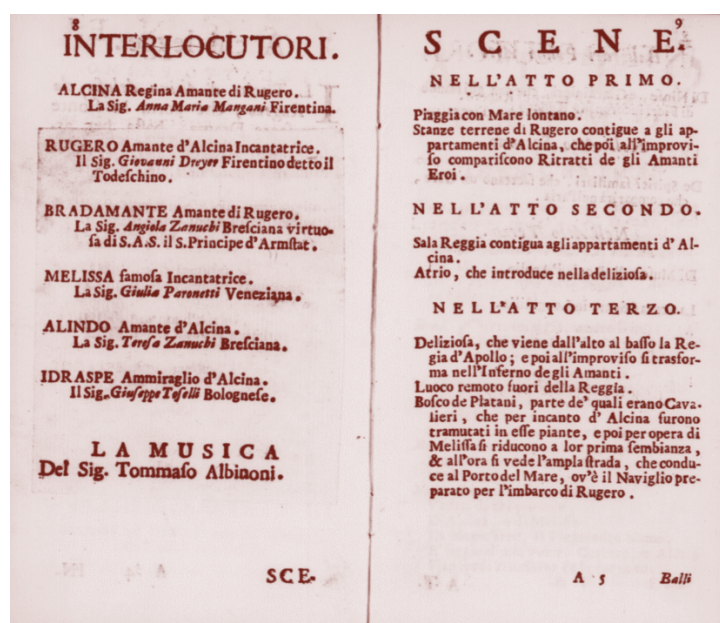 8
INTERLOCUTORI.
ALCINA Regina Amante di Rugero.
La Sig. Anna Maria Mangani Firentina.
RUGERO Amante d'Alcina Incantatrice.
Il Sig. Giovanni Dreyer Firentino detto il
Todeſchino.
BRADAMANTE Amante di Rugero.
La Sig. Angiola Zanuchi Breſciana virtuo-
ſa di S.A.S. il S.Principe d'Armſtat.
MELISSA famoſa Incantatrice.
La Sig. Giulia Paronetti Veneziana.
ALINDO Amante d'Alcina.
La Sig. Tereſa Zanuchi Breſciana.
IDRASPE Ammiraglio d'Alcina.
Il Sig. Giuſeppe Toſelli Bologneſe.
LA MUSICA
Del Sig. Tommaſo Albinoni.
SCE-
9
SCENE.
NELL'ATTO PRIMO.
Piaggia con Mare lontano.
Stanze terrene di Rugero contigue a gli ap-
partamenti d'Alcina, che poi all'improvi-
ſo compariſcono Ritratti de gli Amanti
Eroi.
NELL'ATTO SECONDO.
Sala Reggia contigua agli appartamenti d' Al-
cina.
Atrio, che introduce nella delizioſa.
NELL'ATTO TERZO.
Delizioſa, che viene dall'alto al baſſo la Re-
gia d'Apollo; e poi all'improviſo ſi trasfor-
ma nell'Inferno degli Amanti.
Luoco remoto fuori della Reggia.
Boſco de Platani, parte de' quali erano Cava-
lieri, che per incanto d' Alcina furono
tramutati in eſſe piante, e poi per opera di
Meliſſa ſi riducono a lor prima ſembianza,
& all'ora ſi vede l'ampla ſtrada, che condu-
ce al Porto del Mare, ov'è il Naviglio pre-
parato per l'imbarco di Rugero.
A 5 Balli